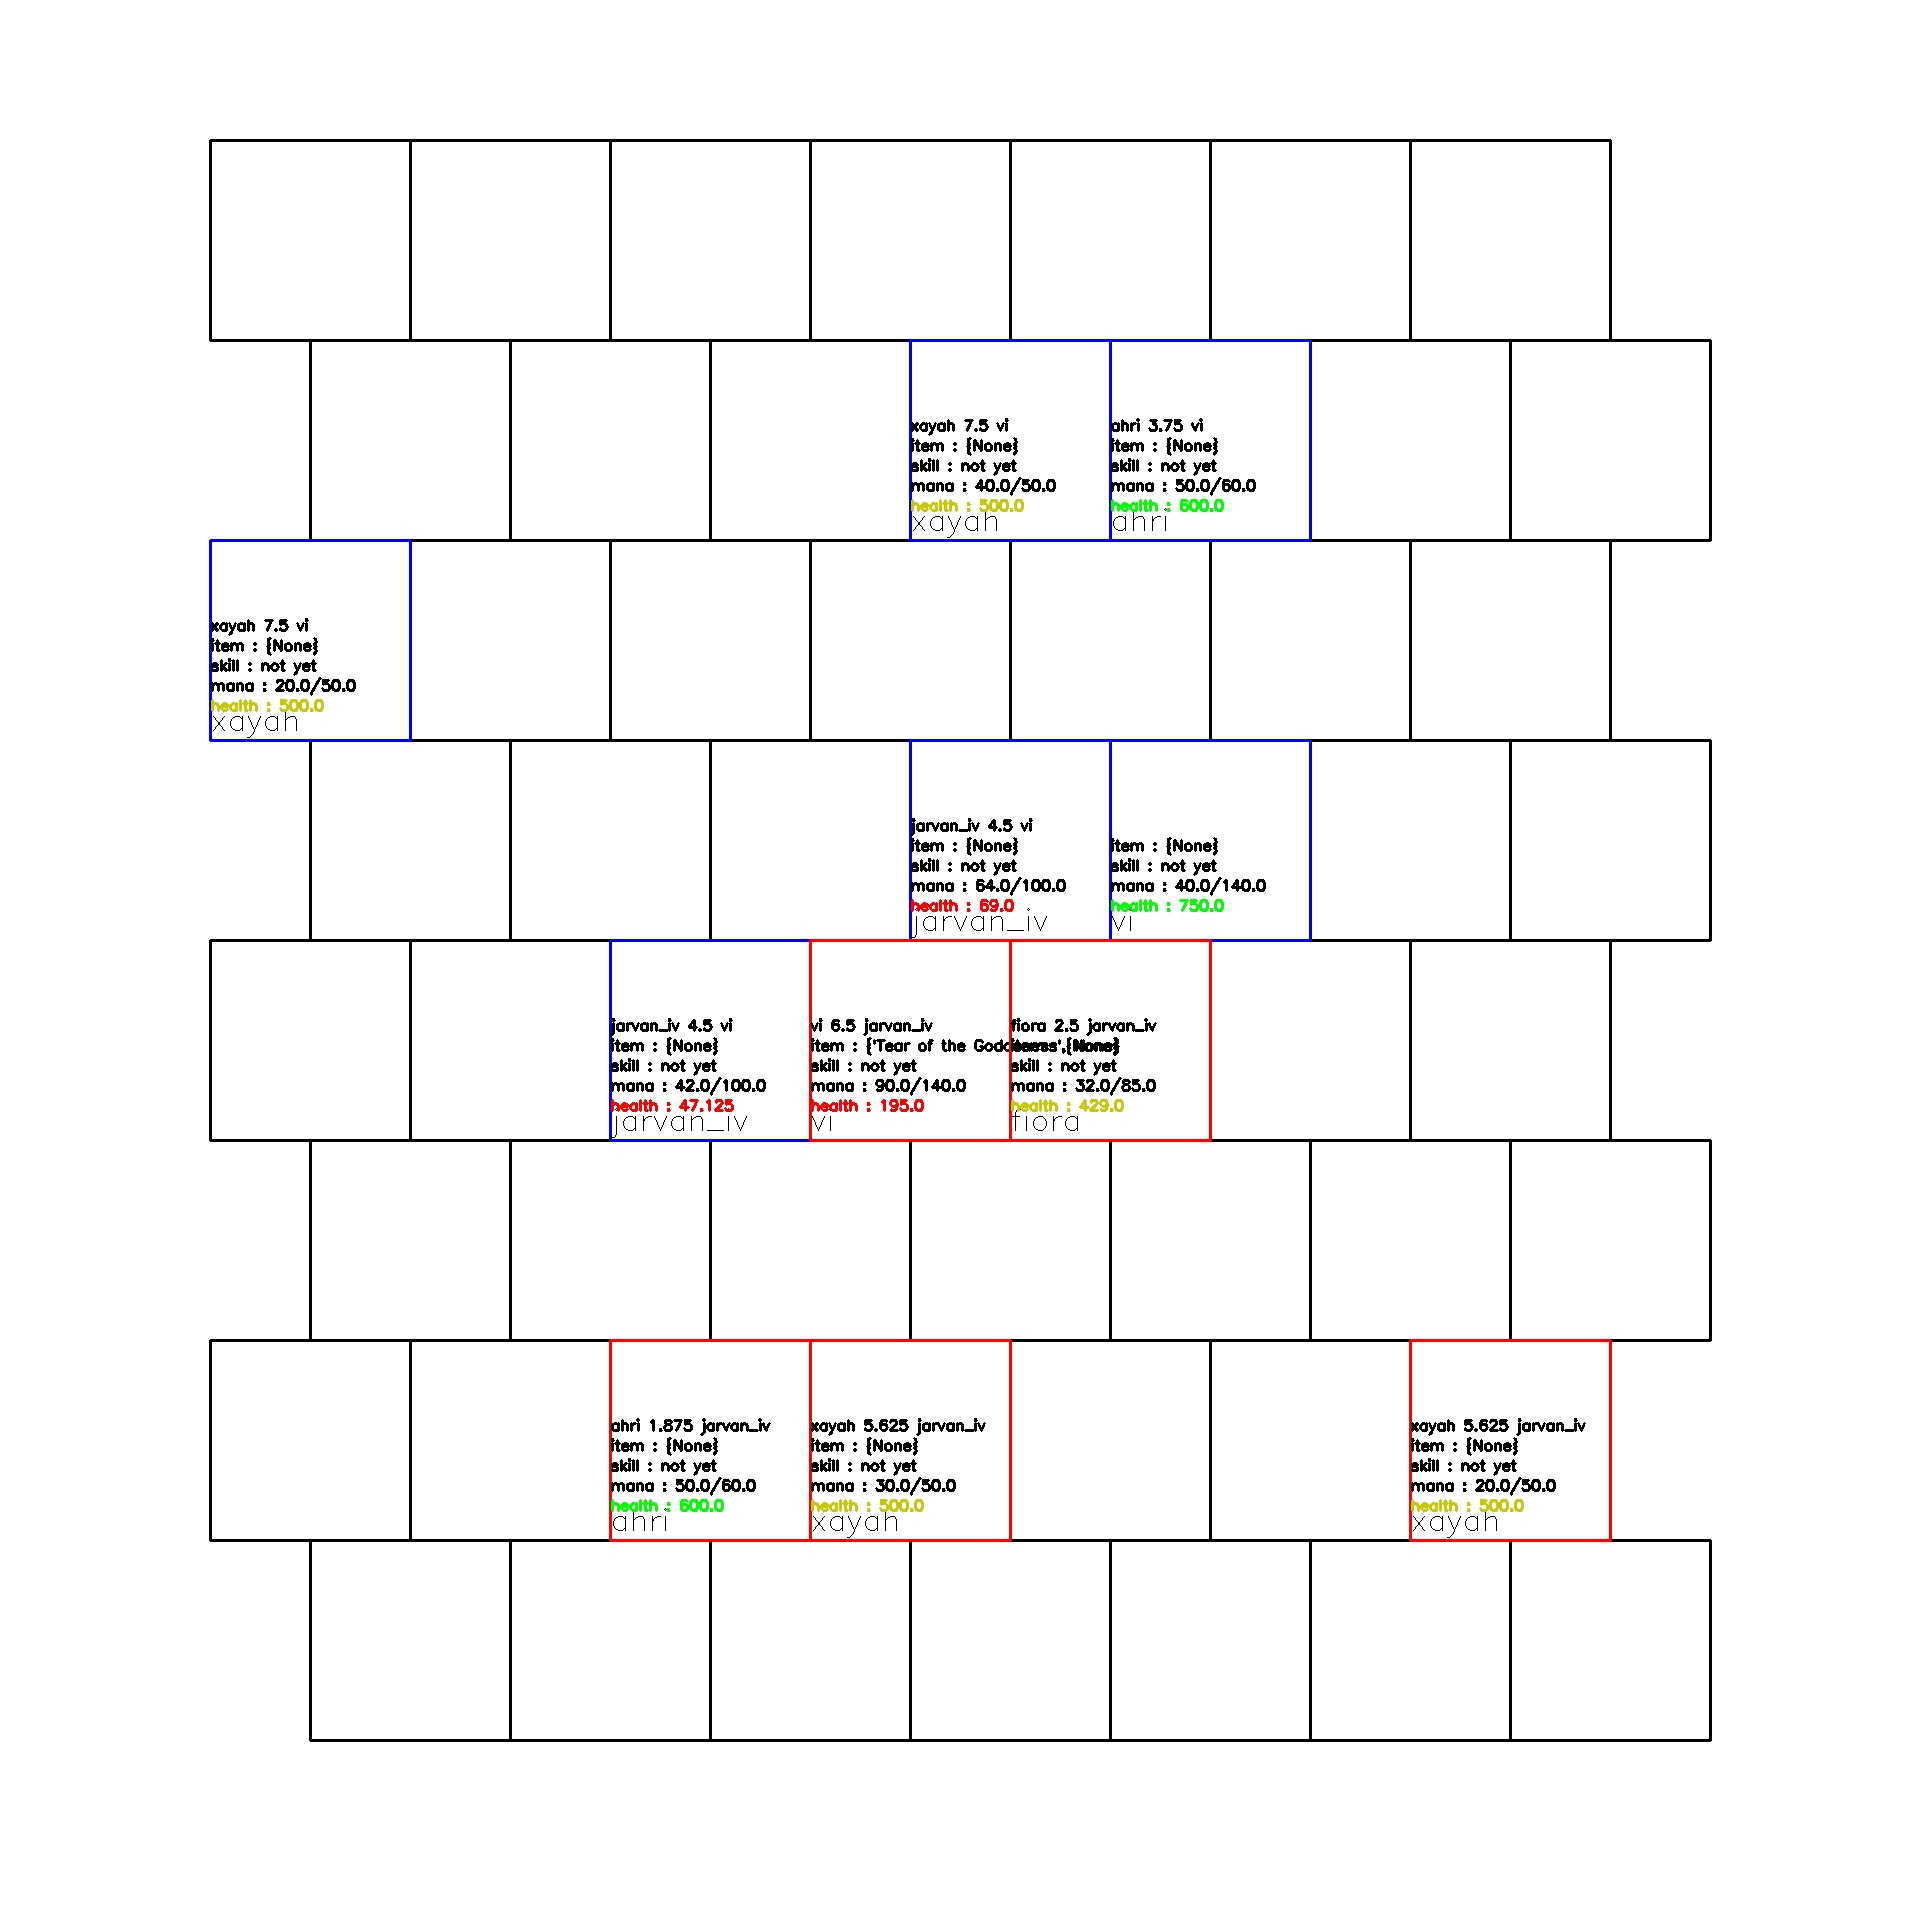 xayah 7.5 vi
item : {None}
skill : not yet
mana : 40.0/50.0
health : 500.0
xayah
ahri 3.75 vi
item : {None}
skill : not yet
mana : 50.0/60.0
health : 600.0
ahri
xayah 7.5 vi
item : {None}
skill : not yet
mana : 20.0/50.0
health : 500.0
xayah
jarvan_iv 4.5 vi
item : {None}
skill : not yet
mana : 64.0/100.0
health : 69.0
jarvan_iv
item : {None}
skill : not yet
mana : 40.0/140.0
health : 750.0
vi
jarvan_iv 4.5 vi
item : {None}
skill : not yet
mana : 42.0/100.0
health : 47.125
jarvan_iv
vi 6.5 jarvan_iv
item : {'Tear of the
skill : not yet
mana : 90.0/140.0
health : 195.0
vi
fiora 2.5 jarvan_iv
skill : not yet
mana : 32.0/85.0
health : 429.0
fiora
ahri 1.875 jarvan_iv
item : {None}
skill : not yet
mana : 50.0/60.0
health : 600.0
ahri
xayah 5.625 jarvan_iv
item : {None}
skill : not yet
mana : 30.0/50.0
health : 500.0
xayah
xayah 5.625 jarvan_iv
item : {None}
skill : not yet
mana : 20.0/50.0
health : 500.0
xayah